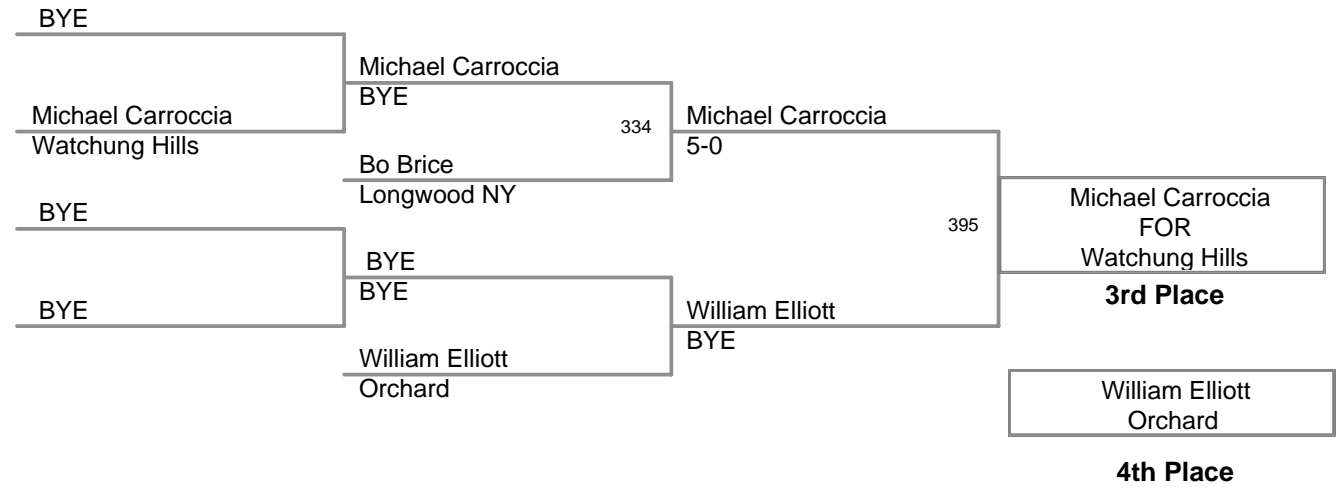 BYE
Michael Carroccia
BYE
Michael Carroccia
Watchung Hills
334
Michael Carroccia
5-0
Bo Brice
Longwood NY
Michael Carroccia
FOR
Watchung Hills
3rd Place
395
BYE
BYE
BYE
BYE
William Elliott
BYE
William Elliott
Orchard
William Elliott
Orchard
4th Place